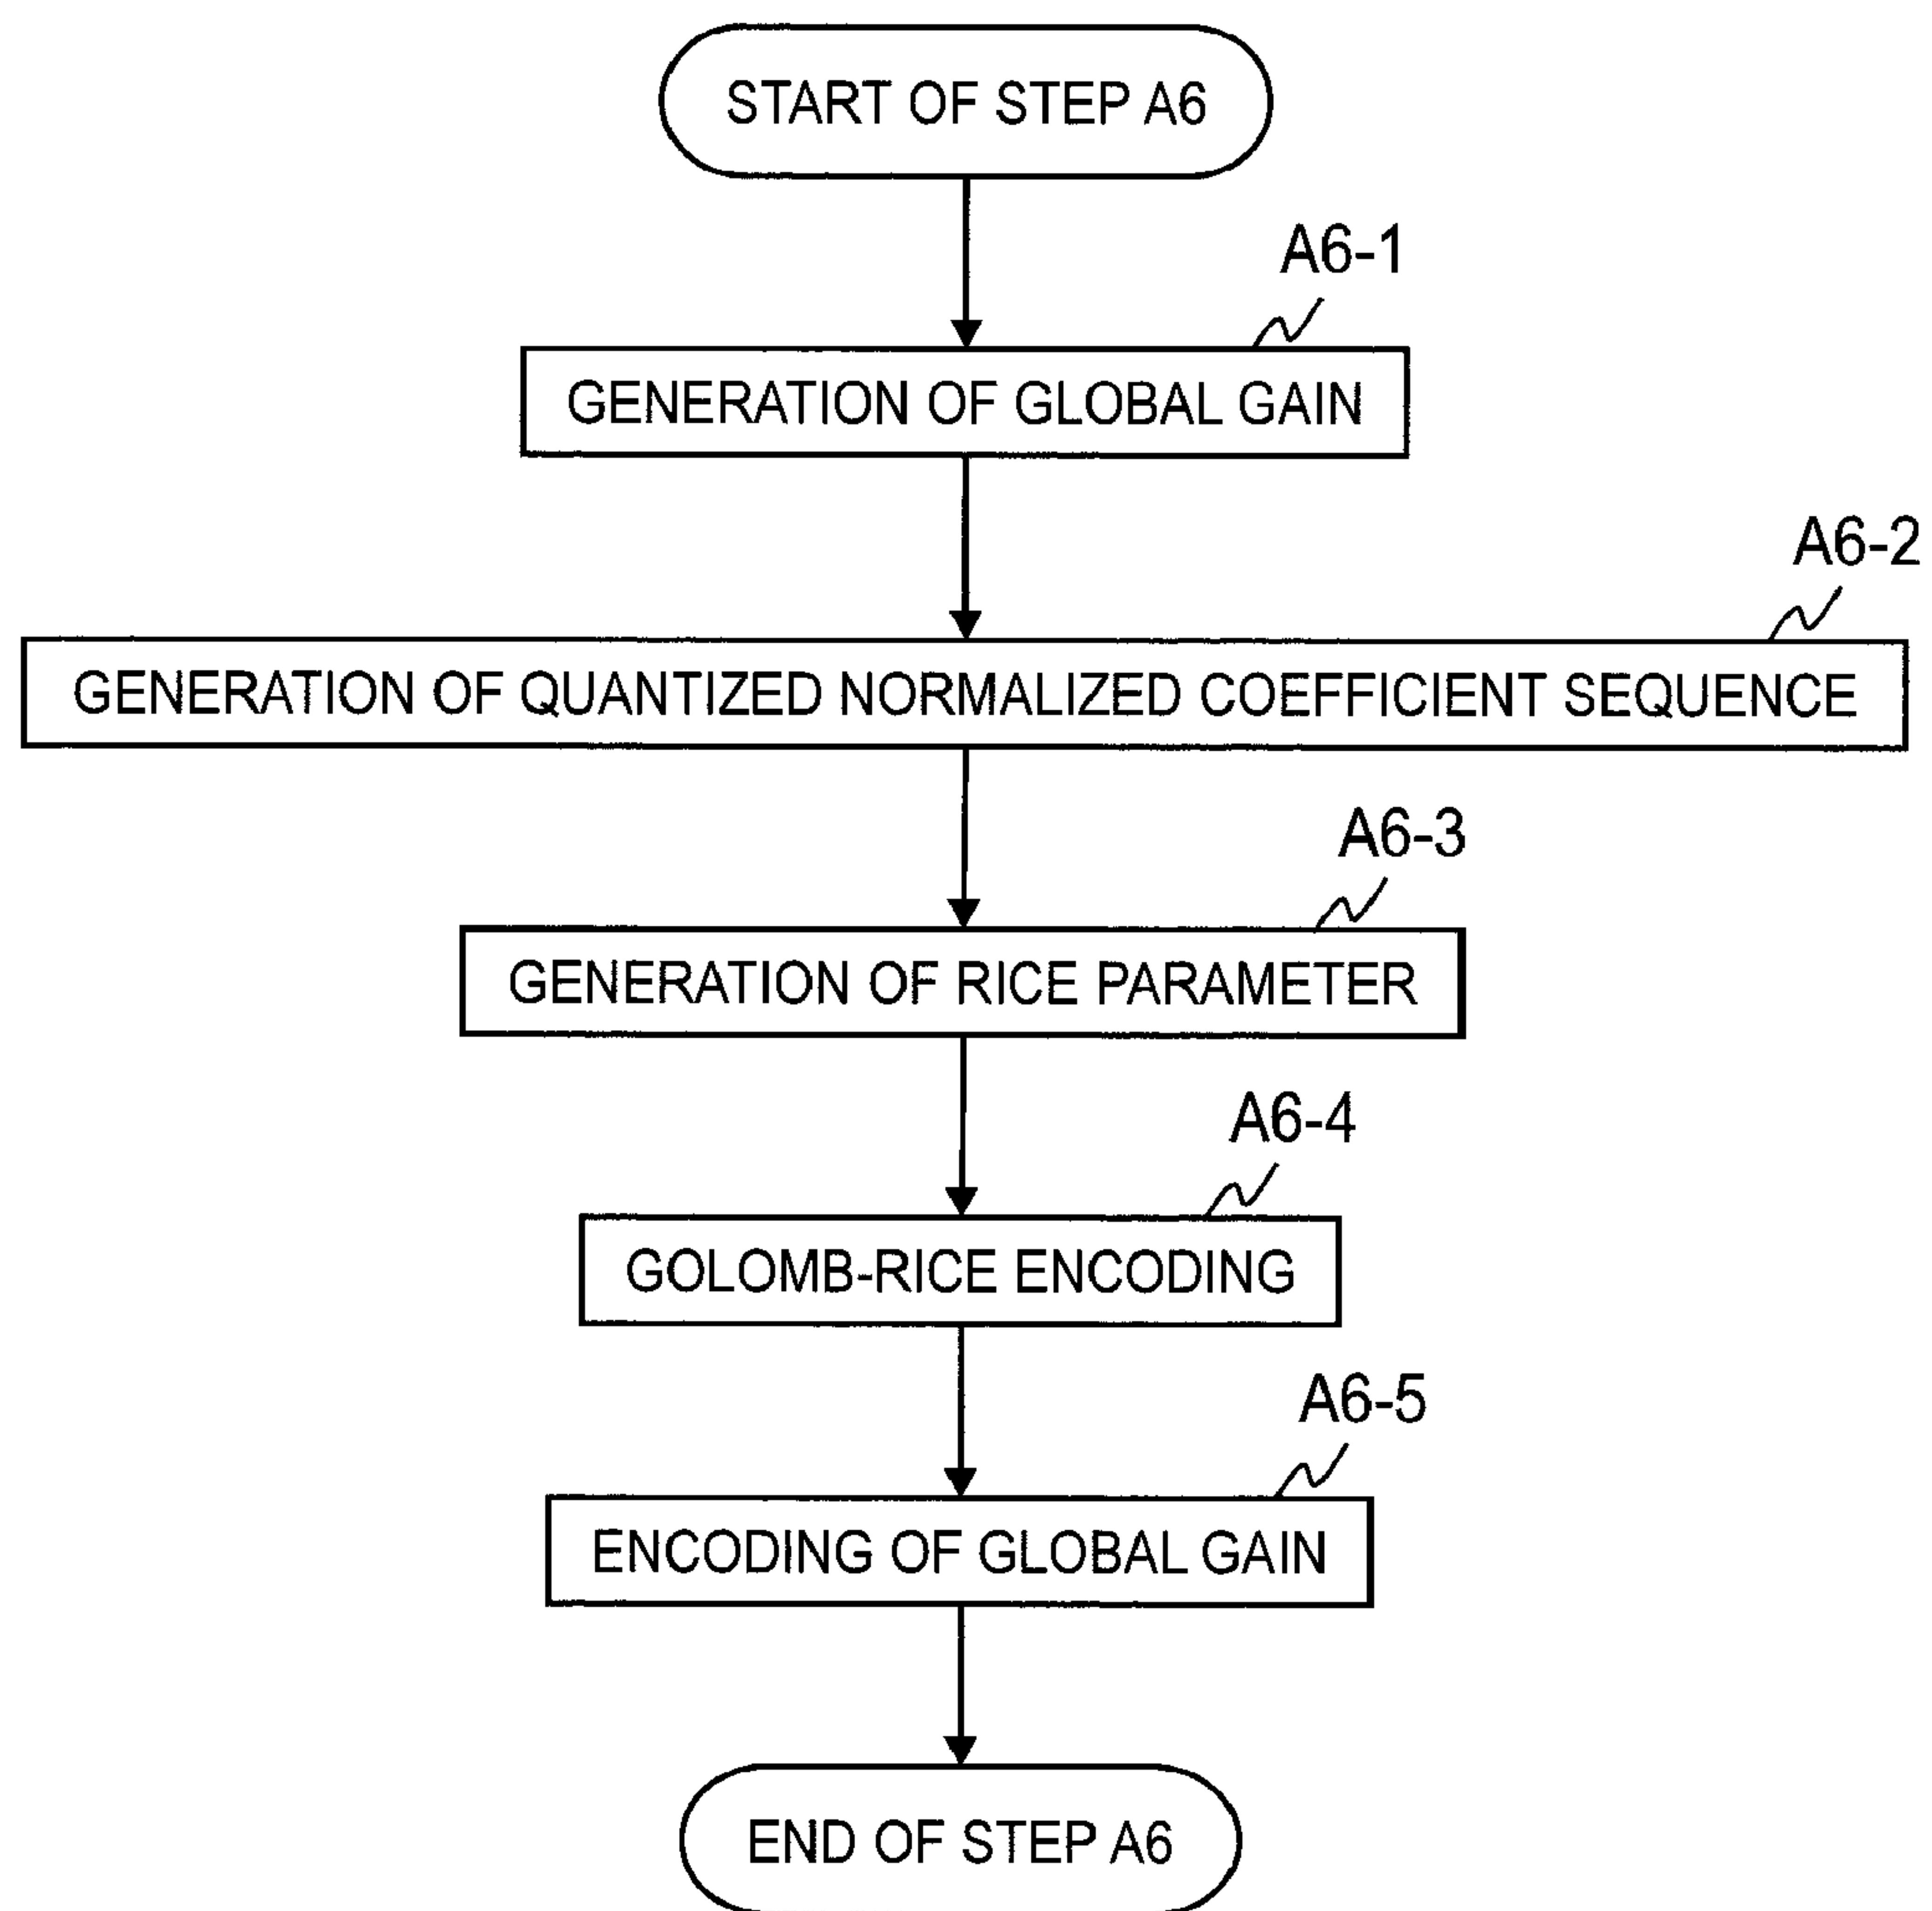 START OF STEP A6
A6-1
GENERATION OF GLOBAL GAIN
A6-2
GENERATION OF QUANTIZED NORMALIZED COEFFICIENT SEQUENCE
A6-3
GENERATION OF RICE PARAMETER
A6-4
GOLOMB-RICE ENCODING
A6-5
ENCODING OF GLOBAL GAIN
END OF STEP A6